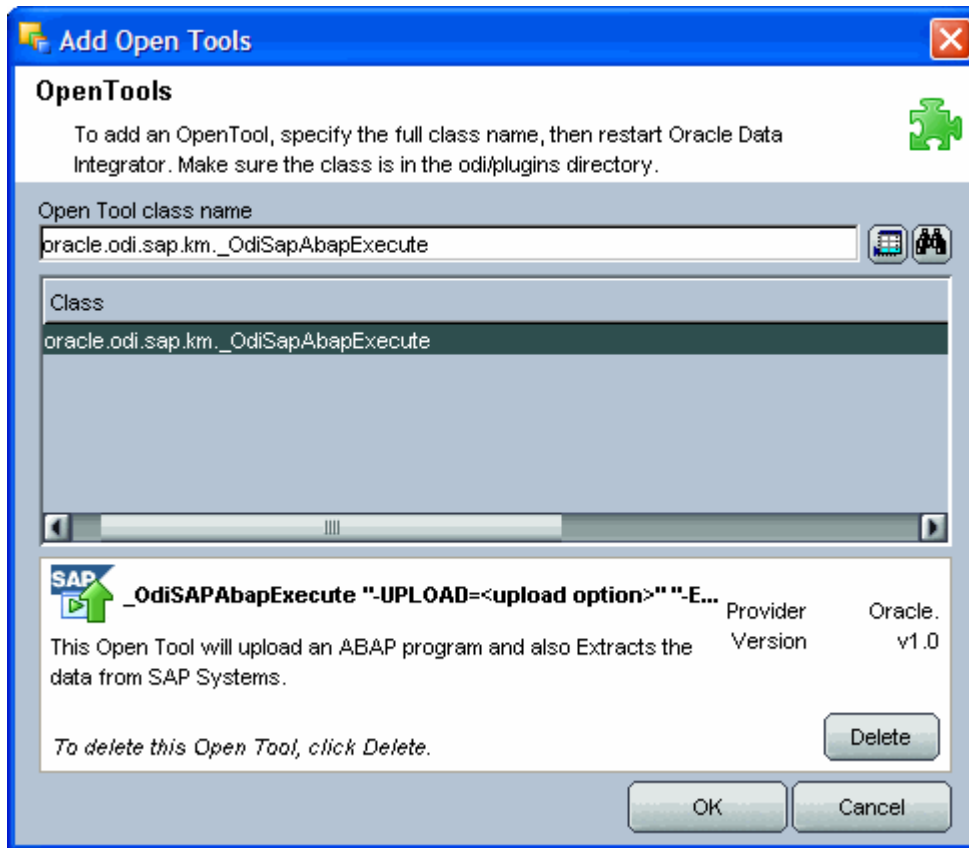 Add Open Tools
OpenTools
To add an OpenTool, specify the full class name, then restart Oracle Data
Integrator. Make sure the class is in the odi/plugins directory.
Open Tool class name
oracle.odi.sap.km._OdiSapAbapExecute
Class
oracle.odi.sap.km._OdiSapAbapExecute
SAP
_OdiSAPAbapExecute "-UPLOAD=<upload option>" "-E...
Provider Oracle.
Version v1.0
This Open Tool will upload an ABAP program and also Extracts the
data from SAP Systems.
To delete this Open Tool, click Delete.
Delete
OK
Cancel